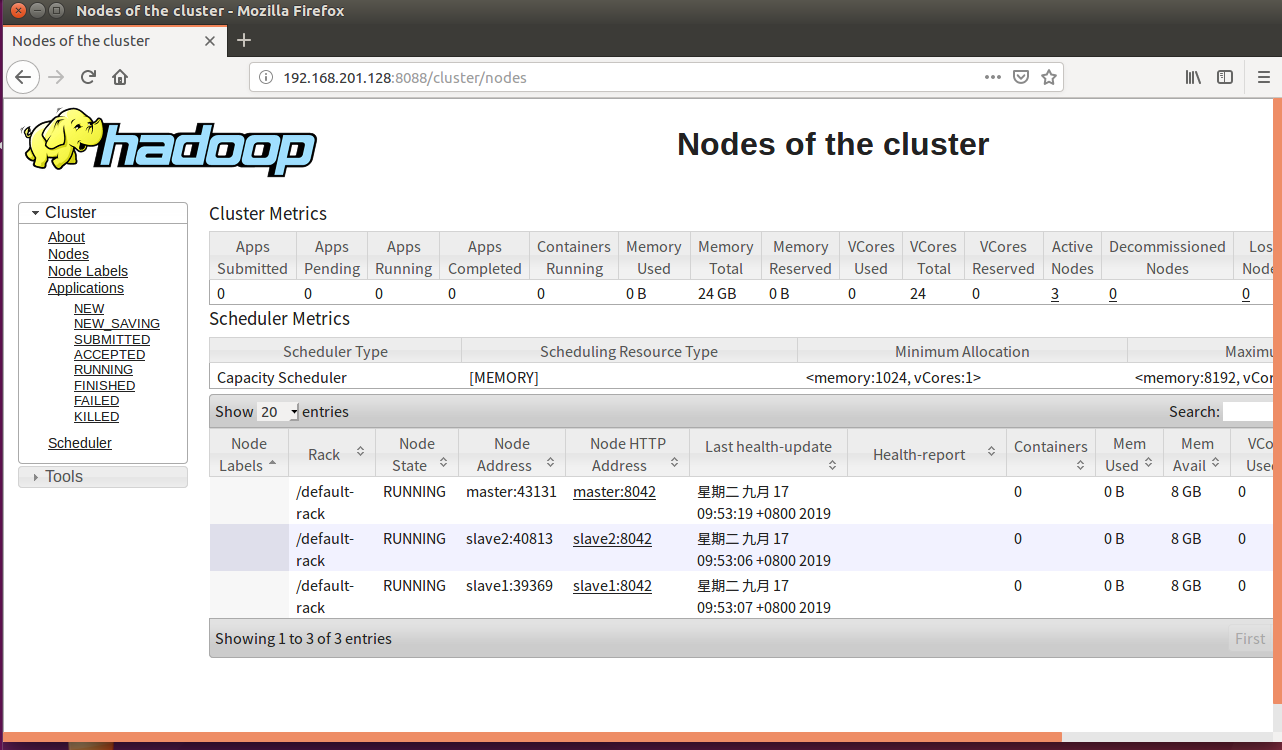 Nodes of the cluster - Mozilla Firefox
Nodes of the cluster
192.168.201.128:8088/cluster/nodes
hadoop
Nodes of the cluster
Cluster
About
Nodes
Node Labels
Applications
NEW
NEW_SAVING
SUBMITTED
ACCEPTED
RUNNING
FINISHED
FAILED
KILLED
Scheduler
Tools
Cluster Metrics
Apps Apps Apps Apps Containers Memory Memory Memory VCores VCores VCores Active Decommissioned Los
Submitted Pending Running Completed Running Used Total Reserved Used Total Reserved Nodes Nodes Node
0 0 0 0 0 0 B 24 GB 0 B 0 24 0 3 0 0
Scheduler Metrics
Scheduler Type Scheduling Resource Type Minimum Allocation Maximu
Capacity Scheduler [MEMORY] <memory:1024, vCores:1> <memory:8192, vCor
Show 20 entries Search:
Node Node Node Node HTTP Last health-update Containers Mem Mem VCo
Labels Rack State Address Address Health-report Used Avail Used
/default- RUNNING master:43131 master:8042 星期二 九月 17 0 0 B 8 GB 0
rack 09:53:19 +0800 2019
/default- RUNNING slave2:40813 slave2:8042 星期二 九月 17 0 0 B 8 GB 0
rack 09:53:06 +0800 2019
/default- RUNNING slave1:39369 slave1:8042 星期二 九月 17 0 0 B 8 GB 0
rack 09:53:07 +0800 2019
Showing 1 to 3 of 3 entries First